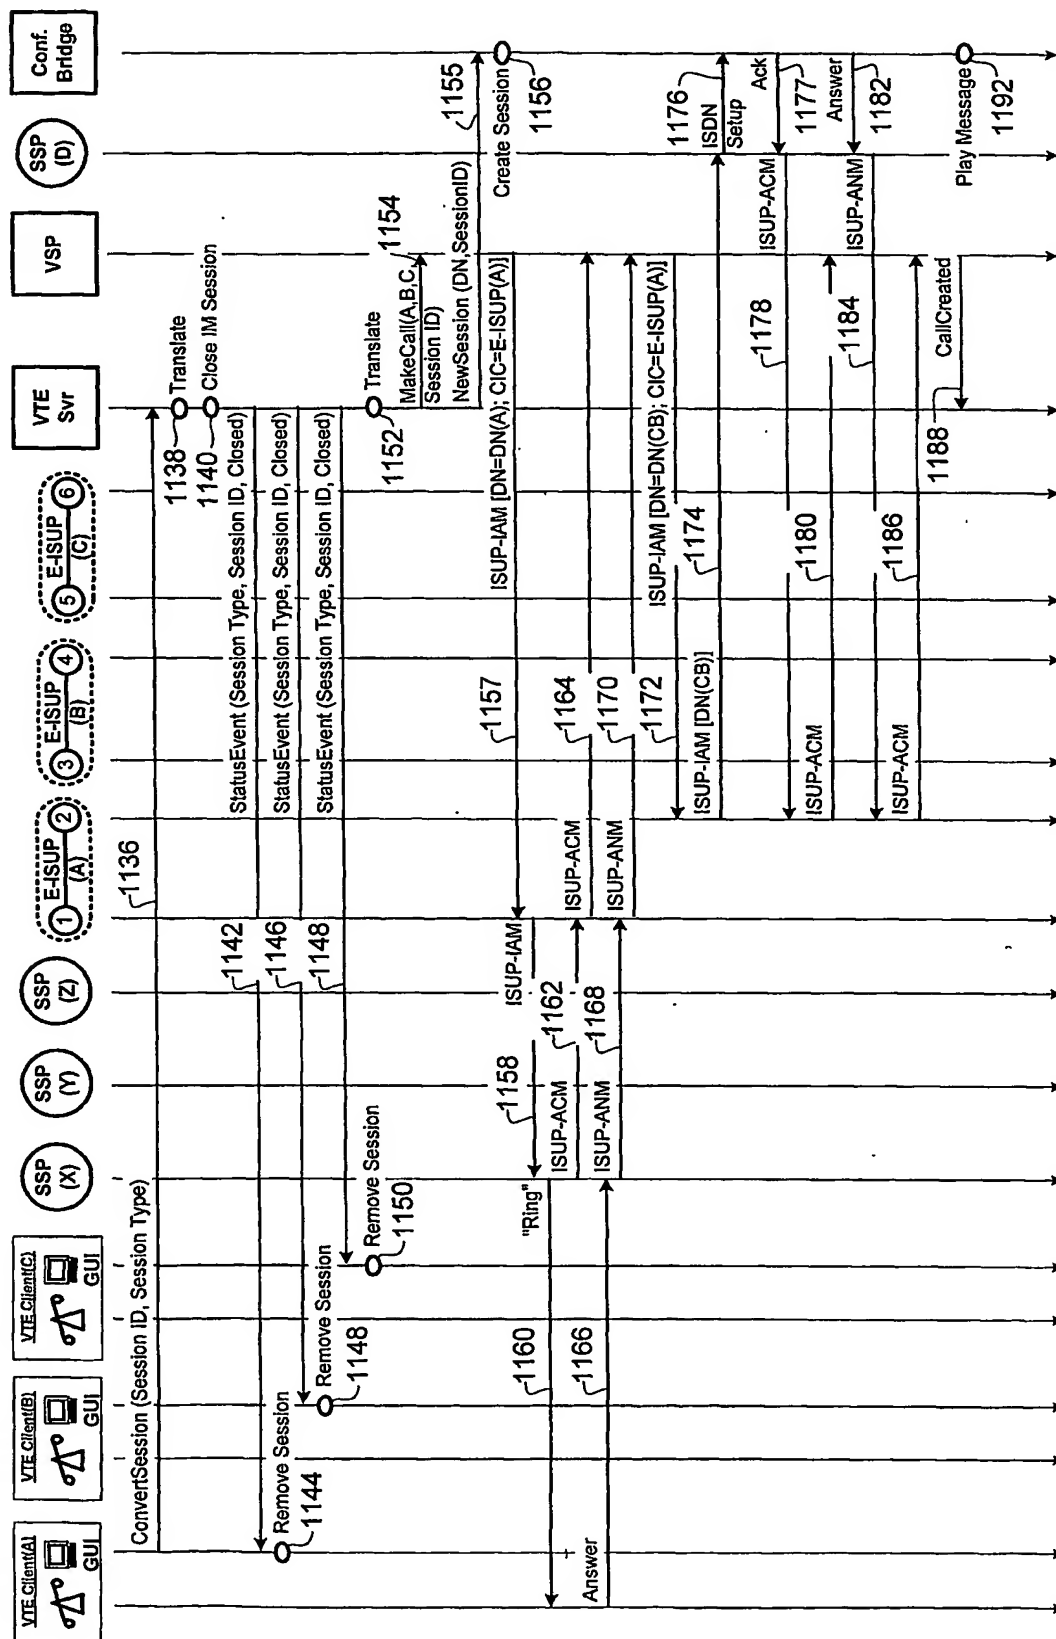 VTE Client(A)
GUI
VTE Client(B)
GUI
VTE Client(C)
GUI
SSP
(X)
SSP
(Y)
SSP
(Z)
1
E-ISUP
(A)
2
3
E-ISUP
(B)
4
5
E-ISUP
(C)
6
VTE
Svr
VSP
SSP
(D)
Conf.
Bridge
ConvertSession (Session ID, Session Type)
1136
Translate
1138
Close IM Session
1140
StatusEvent (Session Type, Session ID, Closed)
1142
Remove Session
1144
StatusEvent (Session Type, Session ID, Closed)
1146
Remove Session
1148
StatusEvent (Session Type, Session ID, Closed)
1148
Remove Session
1150
Translate
1152
MakeCall(A,B,C,
Session ID)
1154
NewSession (DN,SessionID)
1155
Create Session
1156
ISUP-IAM [DN=DN(A); CIC=E-ISUP(A)]
1157
ISUP-IAM
1158
"Ring"
1160
ISUP-ACM
1162
ISUP-ACM
1164
Answer
1166
ISUP-ANM
1168
ISUP-ANM
1170
ISUP-IAM [DN=DN(CB); CIC=E-ISUP(A)]
1172
ISUP-IAM [DN(CB)]
1174
1176
ISDN
Setup
Ack
1177
ISUP-ACM
1178
ISUP-ACM
1180
Answer
1182
ISUP-ANM
1184
ISUP-ACM
1186
CallCreated
1188
Play Message
1192